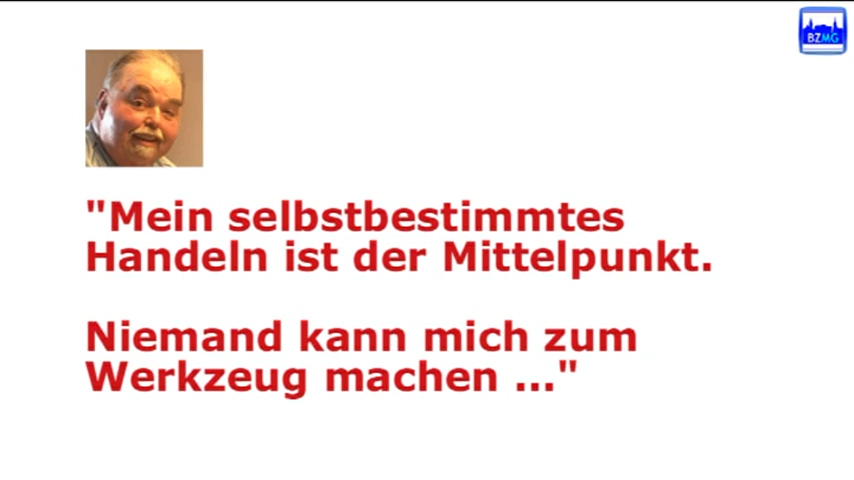 BZMG
"Mein selbstbestimmtes
Handeln ist der Mittelpunkt.
Niemand kann mich zum
Werkzeug machen ..."